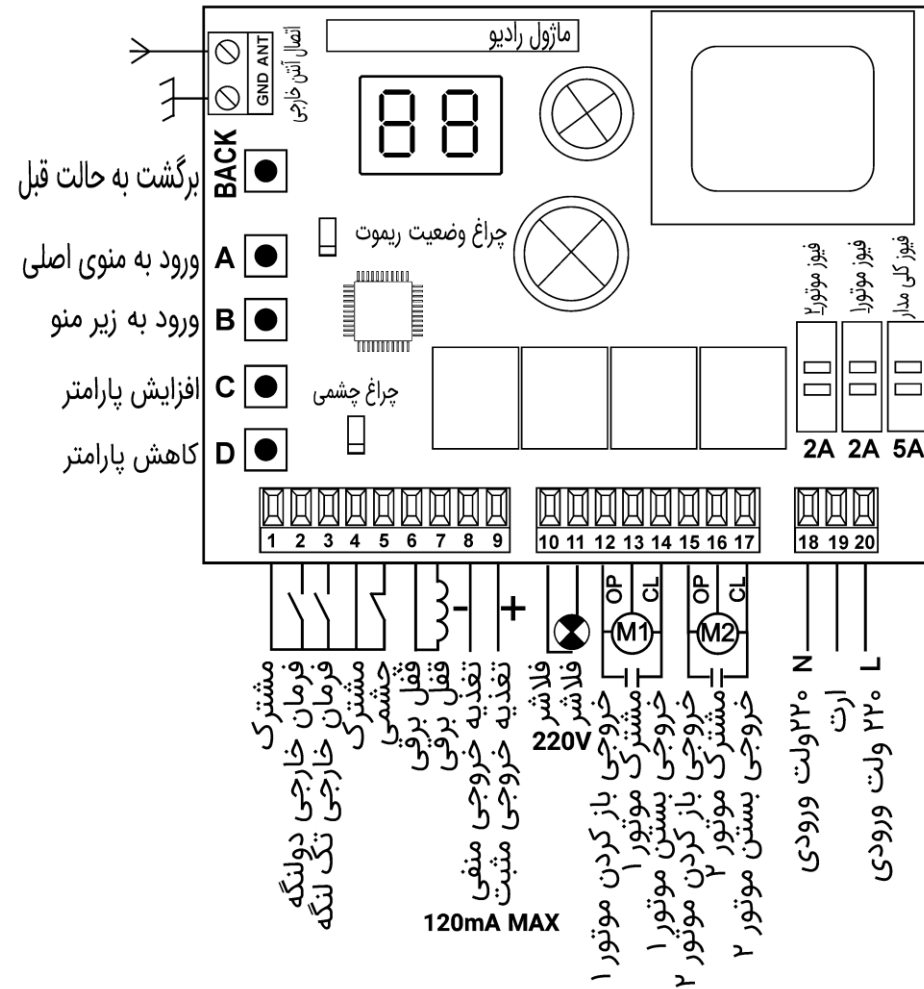 ماژول رادیو
GND ANT
اتصال آنتن خارجی
88
BACK
برگشت به حالت قبل
A
ورود به منوی اصلی
B
ورود به زیر منو
C
افزایش پارامتر
D
کاهش پارامتر
چراغ وضعیت ریموت
چراغ چشمی
فیوز موتور۲
فیوز موتور۱
فیوز کلی مدار
2A
2A
5A
1 2 3 4 5 6 7 8 9
10 11 12 13 14 15 16 17
18 19 20
- +
OP CL
M1
OP CL
M2
N
L
مشترک
فرمان خارجی دولنگه
فرمان خارجی تک لنگه
مشترک
چشمی
قفل برقی
قفل برقی
تغذیه خروجی منفی
تغذیه خروجی مثبت
120mA MAX
فلاشر
فلاشر
220V
خروجی باز کردن موتور ۱
مشترک موتور ۱
خروجی بستن موتور ۱
خروجی باز کردن موتور ۲
مشترک موتور ۲
خروجی بستن موتور ۲
۲۲۰ولت ورودی
ارت
۲۲۰ ولت ورودی